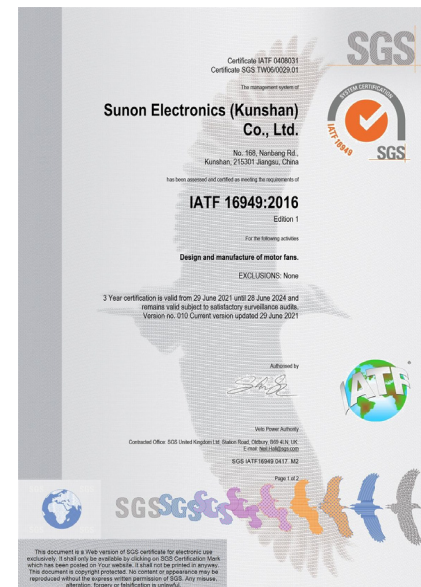 SGS
Certificate IATF 0408031
Certificate SGS TW06/0029.01
The management system of
Sunon Electronics (Kunshan)
Co., Ltd.
No. 168, Nanbang Rd.,
Kunshan, 215301 Jiangsu, China
has been assessed and certified as meeting the requirements of
SYSTEM CERTIFICATION
IATF 16949
SGS
IATF 16949:2016
Edition 1
For the following activities
Design and manufacture of motor fans.
EXCLUSIONS: None
3 Year certification is valid from 29 June 2021 until 28 June 2024 and
remains valid subject to satisfactory surveillance audits.
Version no. 010 Current version updated 29 June 2021
Authorised by
IATF
®
Veto Power Authority
Contracted Office: SGS United Kingdom Ltd, Station Road, Oldbury, B69 4LN, UK
E-mail: Neil.Hall@sgs.com
SGS IATF16949 0417 M2
Page 1 of 2
SGSSGSSGS
This document is a Web version of SGS certificate for electronic use
exclusively. It shall only be available by clicking on SGS Certification Mark
which has been posted on Your website. It shall not be printed in anyway.
This document is copyright protected. No content or appearance may be
reproduced without the express written permission of SGS. Any misuse,
alteration, forgery or falsification is unlawful.